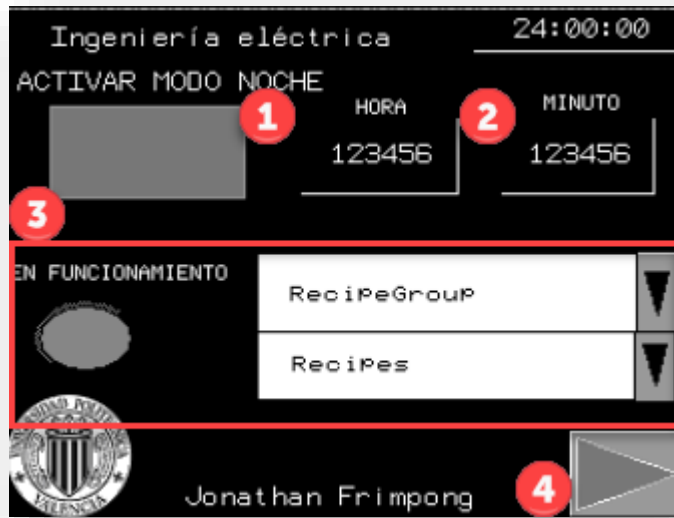 Ingeniería eléctrica
24:00:00
ACTIVAR MODO NOCHE
1
HORA
2
MINUTO
123456
123456
3
EN FUNCIONAMIENTO
RecipeGroup
Recipes
VALENCIA
Jonathan Frimpong
4